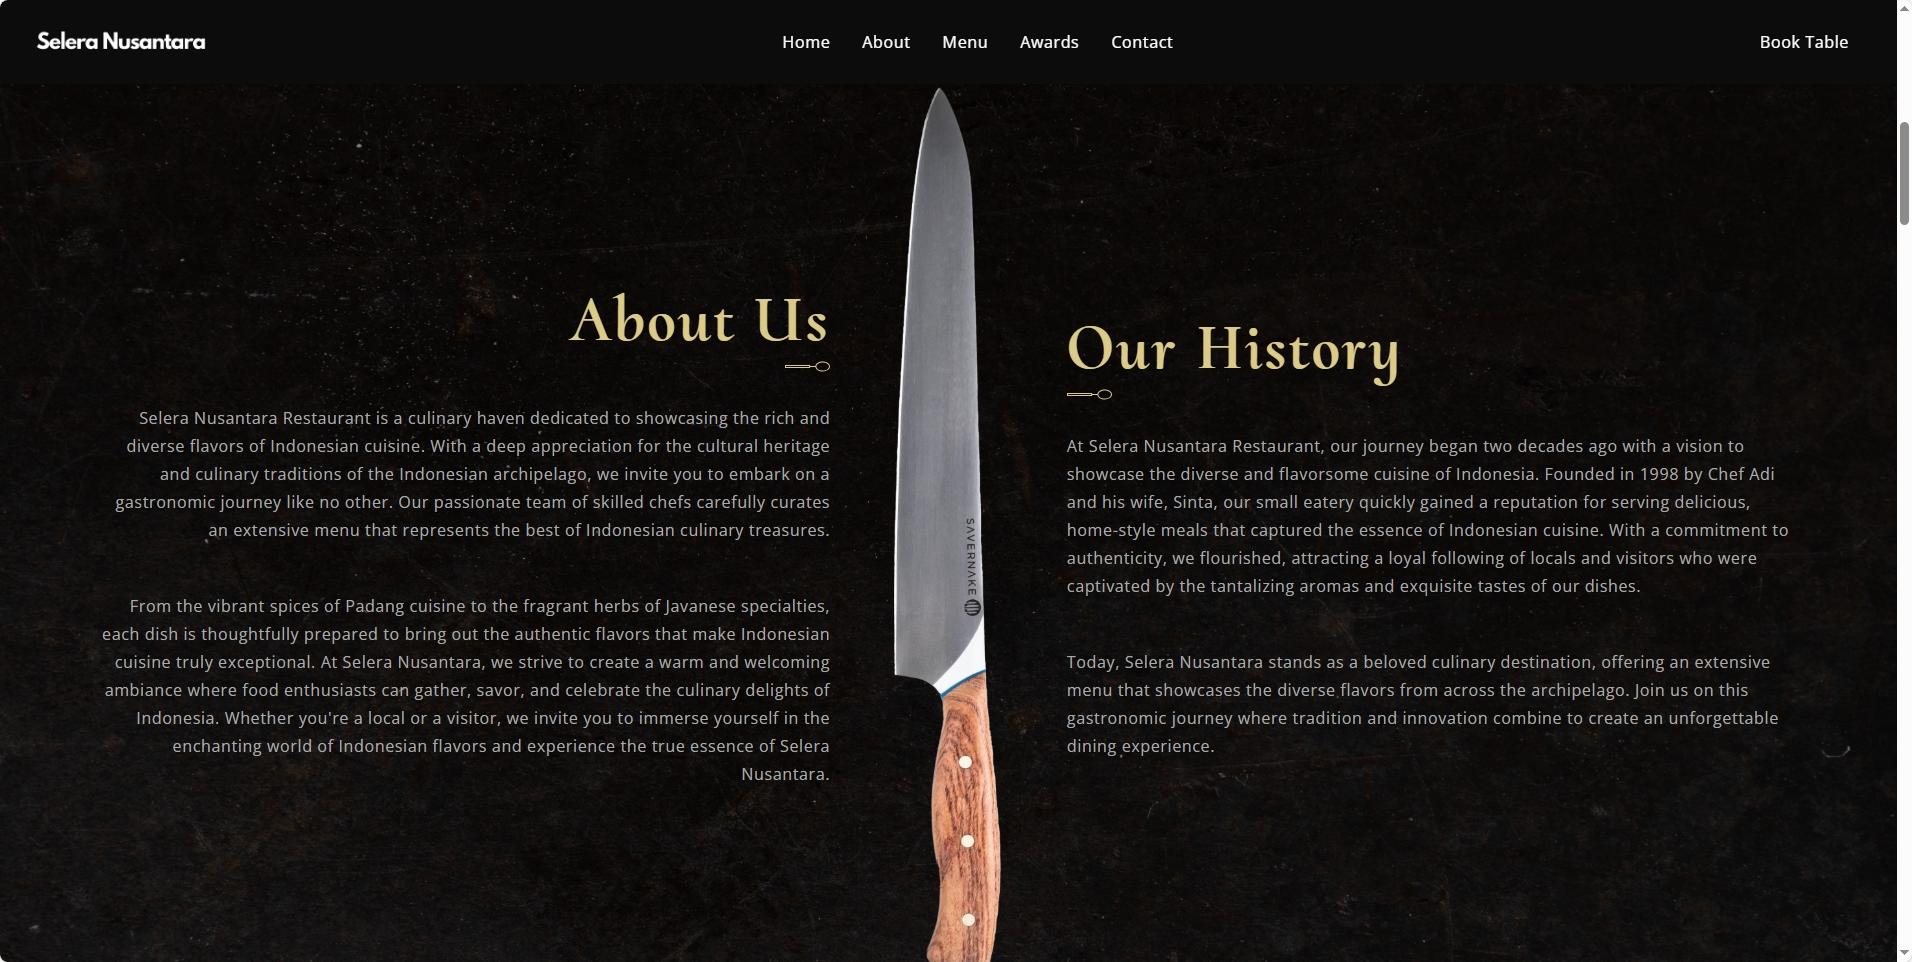 Selera Nusantara
Home
About
Menu
Awards
Contact
Book Table
About Us
Selera Nusantara Restaurant is a culinary haven dedicated to showcasing the rich and
diverse flavors of Indonesian cuisine. With a deep appreciation for the cultural heritage
and culinary traditions of the Indonesian archipelago, we invite you to embark on a
gastronomic journey like no other. Our passionate team of skilled chefs carefully curates
an extensive menu that represents the best of Indonesian culinary treasures.
From the vibrant spices of Padang cuisine to the fragrant herbs of Javanese specialties,
each dish is thoughtfully prepared to bring out the authentic flavors that make Indonesian
cuisine truly exceptional. At Selera Nusantara, we strive to create a warm and welcoming
ambiance where food enthusiasts can gather, savor, and celebrate the culinary delights of
Indonesia. Whether you're a local or a visitor, we invite you to immerse yourself in the
enchanting world of Indonesian flavors and experience the true essence of Selera
Nusantara.
SAVERNAKE
Our History
At Selera Nusantara Restaurant, our journey began two decades ago with a vision to
showcase the diverse and flavorsome cuisine of Indonesia. Founded in 1998 by Chef Adi
and his wife, Sinta, our small eatery quickly gained a reputation for serving delicious,
home-style meals that captured the essence of Indonesian cuisine. With a commitment to
authenticity, we flourished, attracting a loyal following of locals and visitors who were
captivated by the tantalizing aromas and exquisite tastes of our dishes.
Today, Selera Nusantara stands as a beloved culinary destination, offering an extensive
menu that showcases the diverse flavors from across the archipelago. Join us on this
gastronomic journey where tradition and innovation combine to create an unforgettable
dining experience.